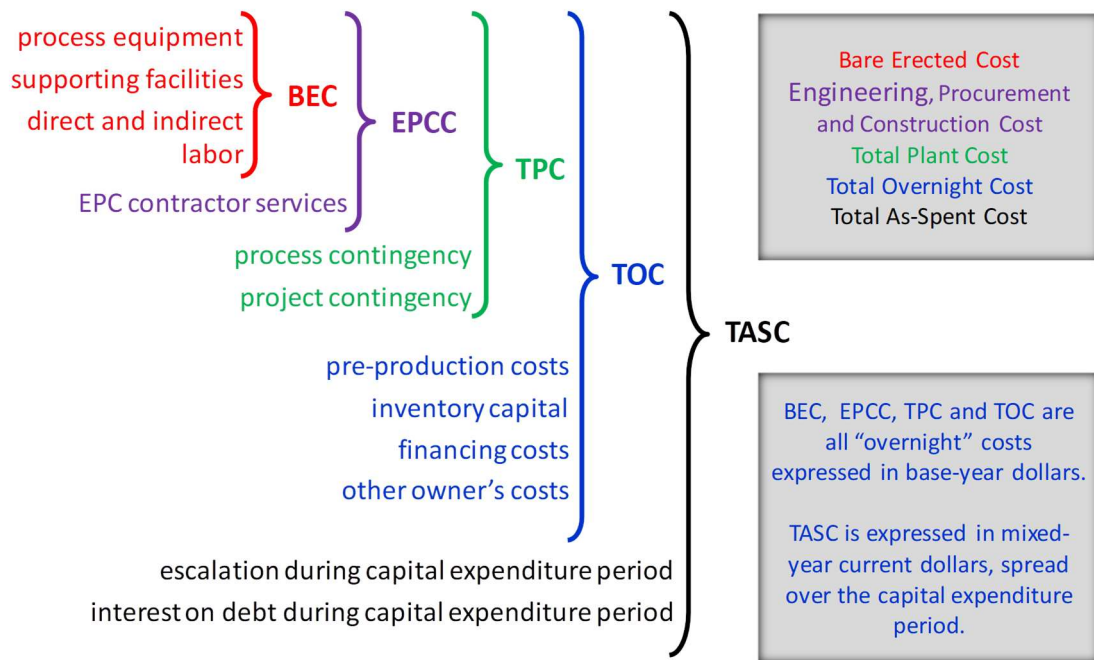 process equipment
supporting facilities
direct and indirect
labor
BEC
EPC contractor services
EPCC
process contingency
project contingency
TPC
pre-production costs
inventory capital
financing costs
other owner’s costs
TOC
escalation during capital expenditure period
interest on debt during capital expenditure period
TASC
Bare Erected Cost
Engineering, Procurement
and Construction Cost
Total Plant Cost
Total Overnight Cost
Total As-Spent Cost
BEC, EPCC, TPC and TOC are
all “overnight” costs
expressed in base-year dollars.
TASC is expressed in mixed-
year current dollars, spread
over the capital expenditure
period.